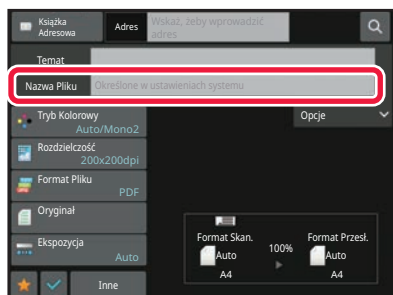 Książka
Adresowa
Adres
Wskaż, żeby wprowadzić
adres
Temat
Nazwa Pliku
Określone w ustawieniach systemu
Tryb Kolorowy
Auto/Mono2
Opcje
Rozdzielczość
200x200dpi
Format Pliku
PDF
Oryginał
Ekspozycja
Auto
Format Skan.
100%
Format Przesł.
Auto
Auto
A4
A4
Inne